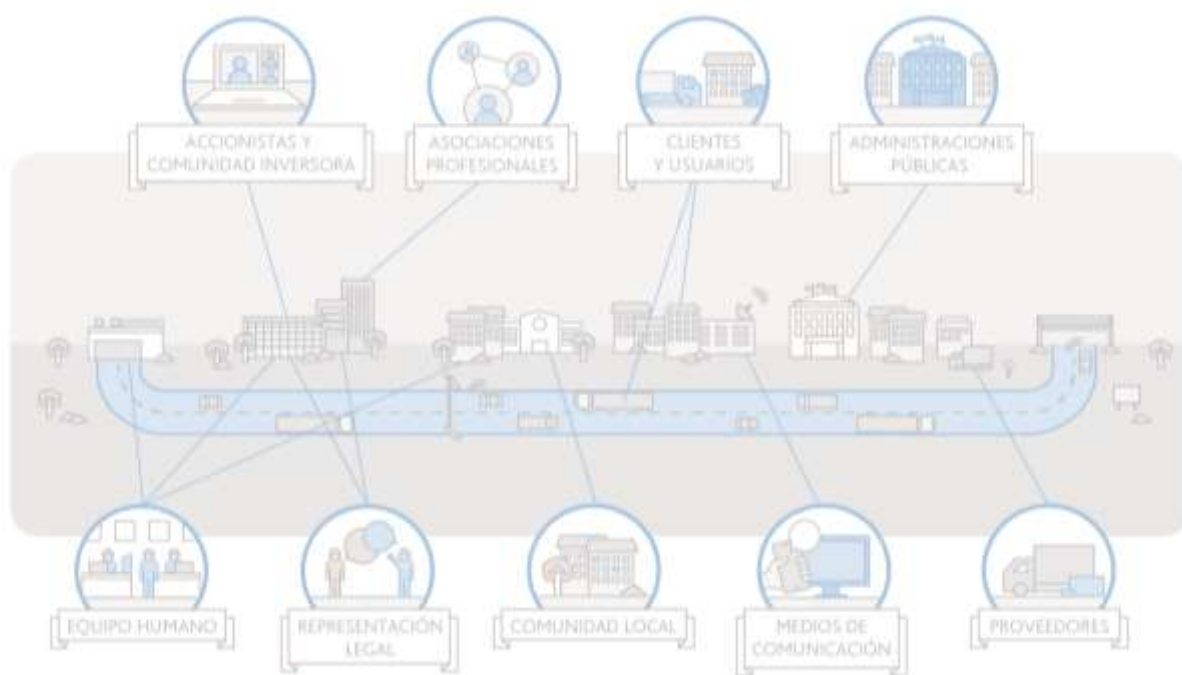 ACCIONISTAS Y
COMUNIDAD INVERSORA
ASOCIACIONES
PROFESIONALES
CLIENTES
Y USUARIOS
ADMINISTRACIONES
PÚBLICAS
EQUIPO HUMANO
REPRESENTACIÓN
LEGAL
COMUNIDAD LOCAL
MEDIOS DE
COMUNICACIÓN
PROVEEDORES